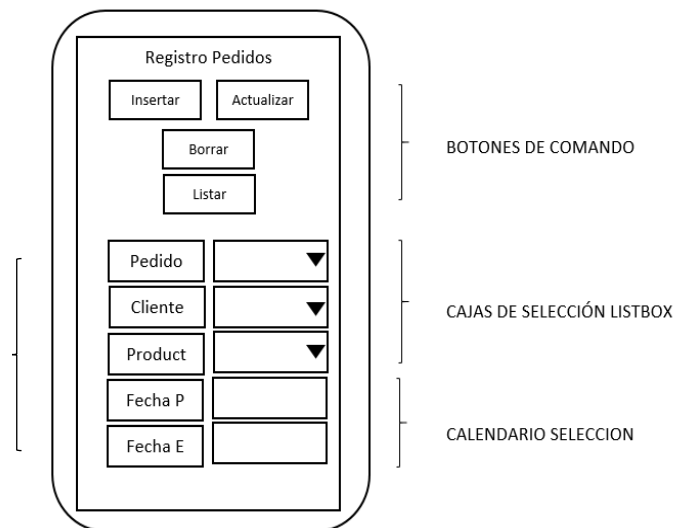 Registro Pedidos
Insertar
Actualizar
Borrar
Listar
BOTONES DE COMANDO
Pedido
Cliente
Product
CAJAS DE SELECCIÓN LISTBOX
Fecha P
Fecha E
CALENDARIO SELECCION